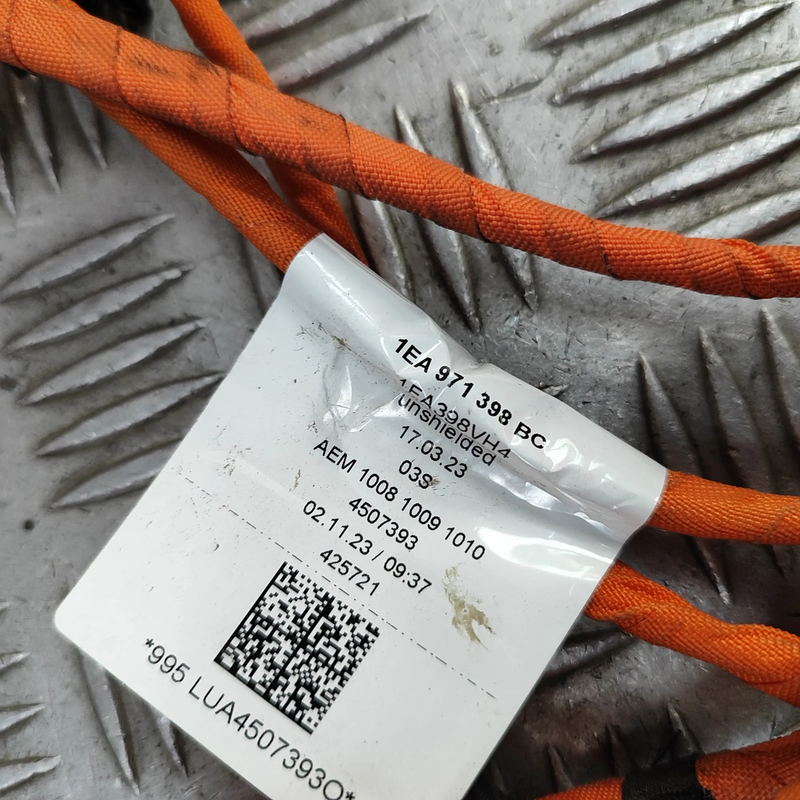 1EA 971 398 BC
1EA398VH4
unshielded
17.03.23
03S
AEM 1008 1009 1010
4507393
02.11.23 / 09:37
425721
*995 LUA4507393O*